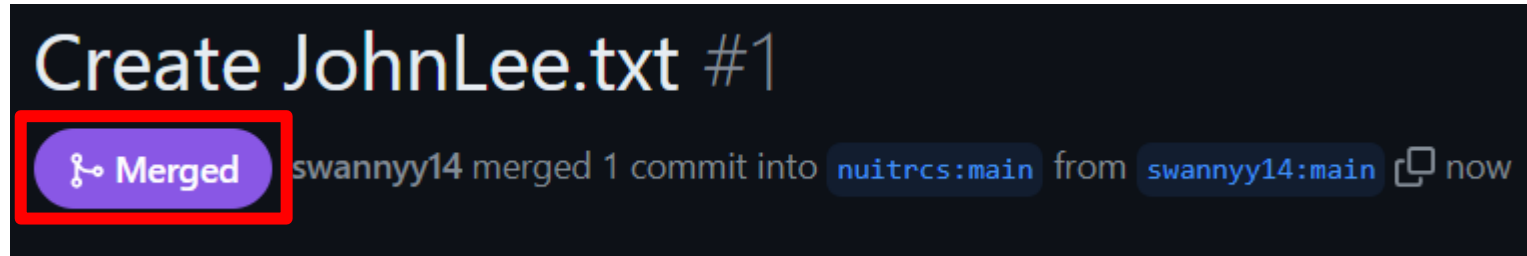 Create JohnLee.txt #1
Merged swannyy14 merged 1 commit into nuitrcs:main from swannyy14:main now